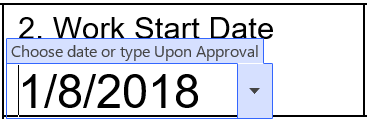 2. Work Start Date
Choose date or type Upon Approval
1/8/2018